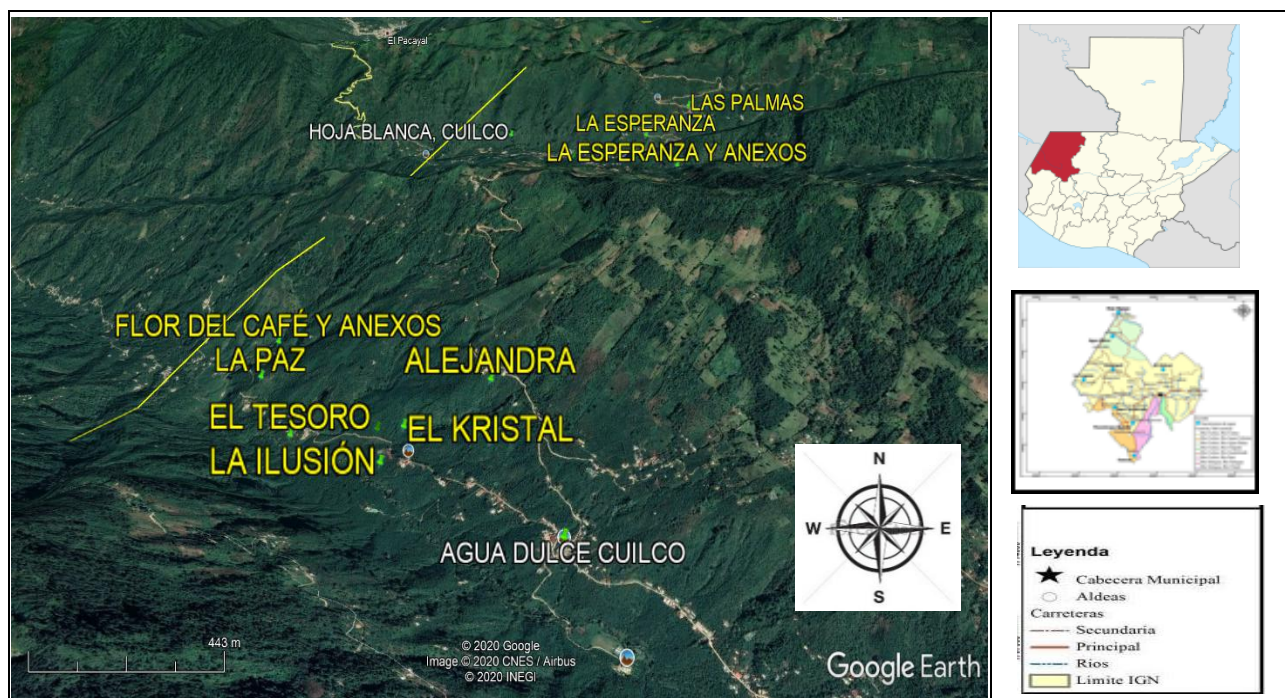 El Pacayal
LAS PALMAS
LA ESPERANZA
HOJA BLANCA, CUILCO
LA ESPERANZA Y ANEXOS
FLOR DEL CAFÉ Y ANEXOS
LA PAZ
ALEJANDRA
EL TESORO
EL KRISTAL
LA ILUSIÓN
AGUA DULCE CUILCO
N
W
E
S
443 m
© 2020 Google
Image © 2020 CNES / Airbus
© 2020 INEGI
Google Earth
Leyenda
Cabecera Municipal
Aldeas
Carreteras
Secundaria
Principal
Rios
Limite IGN